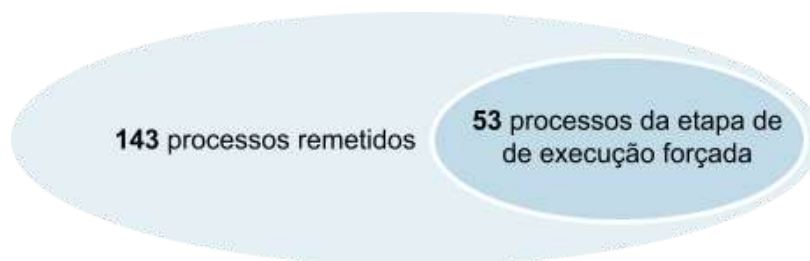 143 processos remetidos
53 processos da etapa de
de execução forçada